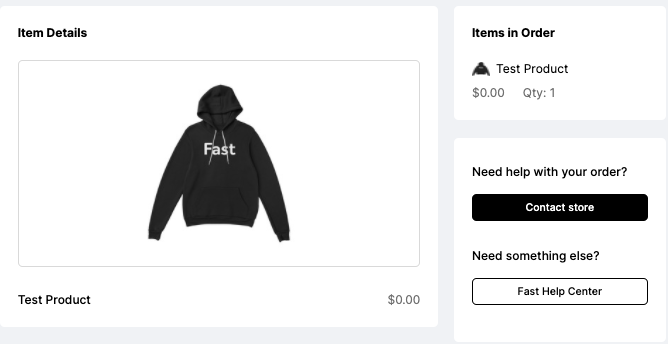 Item Details
Fast
Test Product
$0.00
Items in Order
Test Product
$0.00 Qty: 1
Need help with your order?
Contact store
Need something else?
Fast Help Center